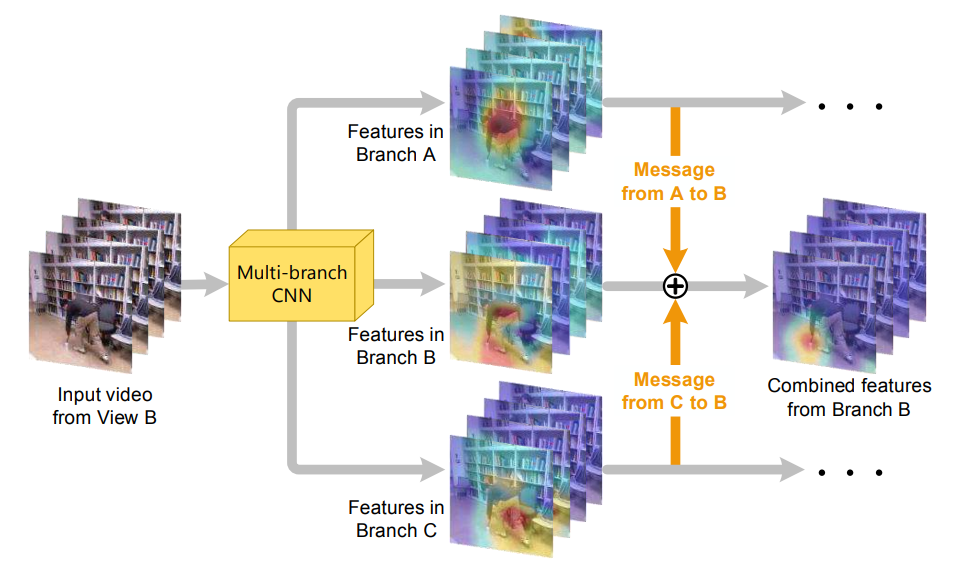 Features in
Branch A
Message
from A to B
Multi-branch
CNN
Features in
Branch B
Input video
from View B
Message
from C to B
Combined features
from Branch B
Features in
Branch C